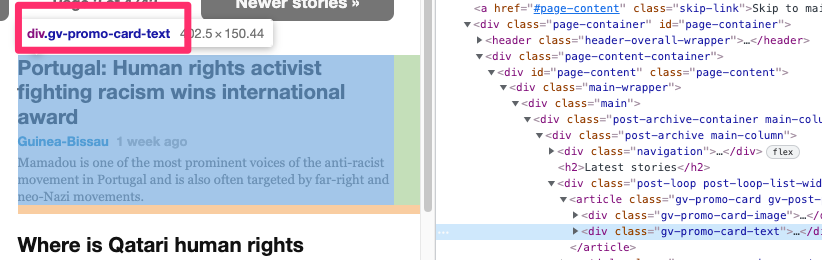 Newer stories »
div.gv-promo-card-text 402.5 × 150.44
Portugal: Human rights activist
fighting racism wins international
award
Guinea-Bissau 1 week ago
Mamadou is one of the most prominent voices of the anti-racist
movement in Portugal and is also often targeted by far-right and
neo-Nazi movements.
Where is Qatari human rights
<a href="#page-content" class="skip-link">Skip to mai
<div class="page-container" id="page-container">
<header class="header-overall-wrapper">…</header>
<div class="page-content-container">
<div id="page-content" class="page-content">
<div class="main-wrapper">
<div class="main">
<div class="post-archive-container main-colu
<div class="post-archive main-column">
<div class="navigation">…</div> flex
<h2>Latest stories</h2>
<div class="post-loop post-loop-list-wid
<article class="gv-promo-card gv-post-
<div class="gv-promo-card-image">…</
… <div class="gv-promo-card-text">…</di
</article>